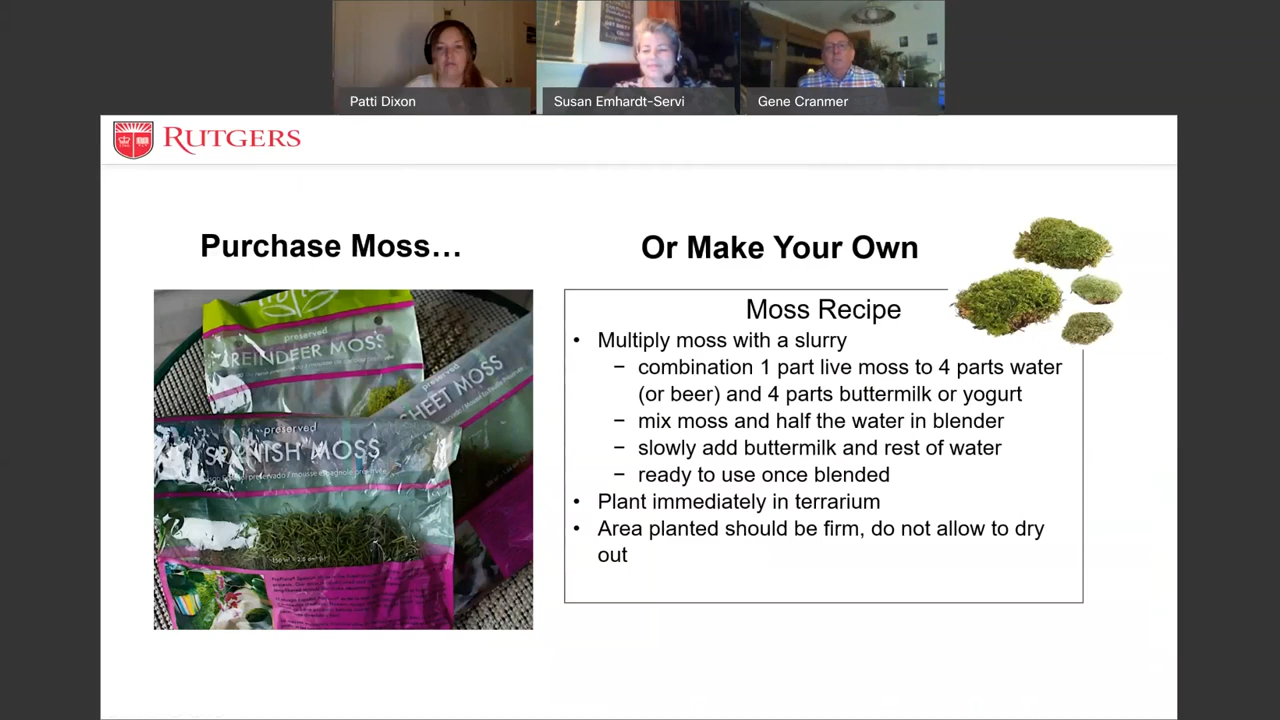 Patti Dixon
Susan Emhardt-Servi
Gene Cranmer
RUTGERS
Purchase Moss…
Or Make Your Own
preserved
REINDEER MOSS
preserved
SHEET MOSS
preserved
SPANISH MOSS
Moss Recipe
• Multiply moss with a slurry
− combination 1 part live moss to 4 parts water
(or beer) and 4 parts buttermilk or yogurt
− mix moss and half the water in blender
− slowly add buttermilk and rest of water
− ready to use once blended
• Plant immediately in terrarium
• Area planted should be firm, do not allow to dry
out